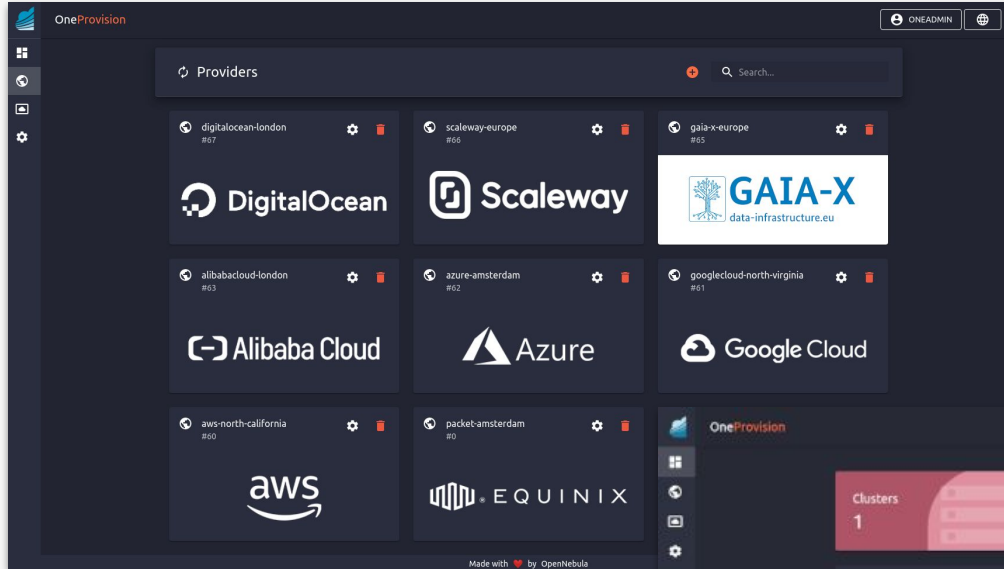 OneProvision
ONEADMIN
Providers
Search...
digitalocean-london
#67
DigitalOcean
scaleway-europe
#66
Scaleway
gaia-x-europe
#65
GAIA-X
data-infrastructure.eu
alibabacloud-london
#63
Alibaba Cloud
azure-amsterdam
#62
Azure
googlecloud-north-virginia
#61
Google Cloud
aws-north-california
#60
aws
packet-amsterdam
#0
EQUINIX
OneProvision
Clusters
1
Made with ❤ by OpenNebula